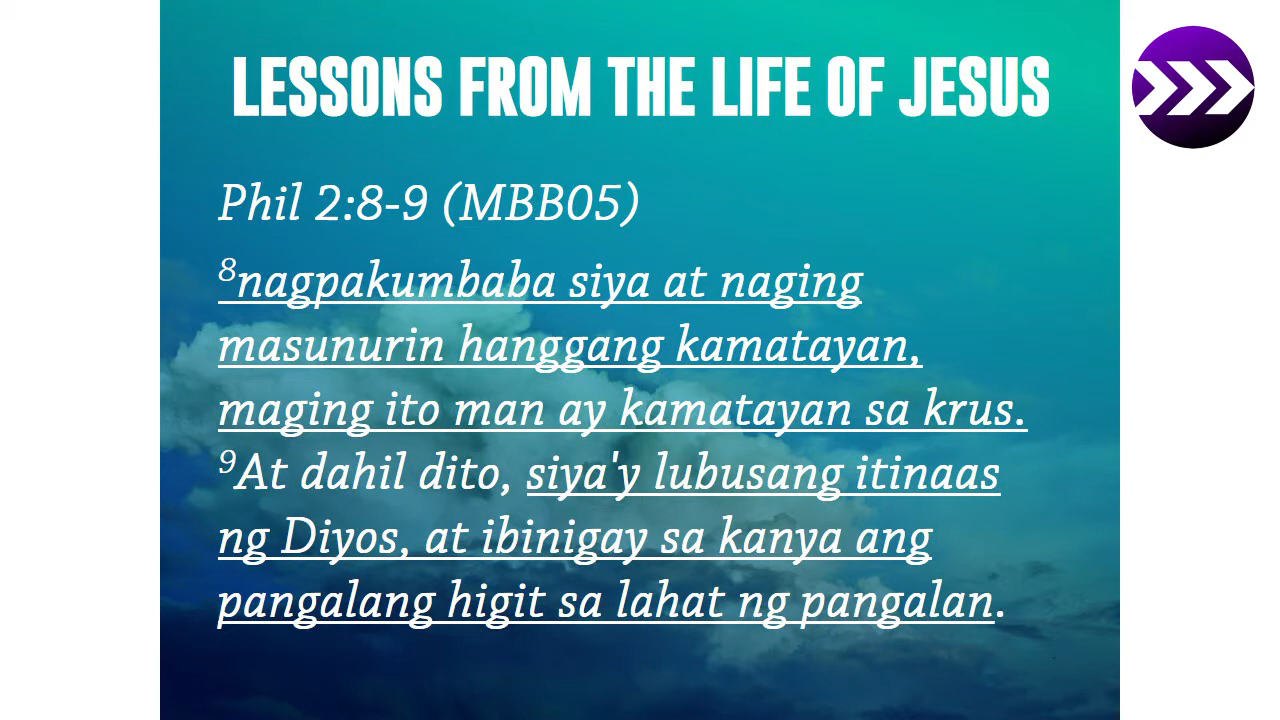 LESSONS FROM THE LIFE OF JESUS
Phil 2:8-9 (MBB05)
⁸nagpakumbaba siya at naging
masunurin hanggang kamatayan,
maging ito man ay kamatayan sa krus.
⁹At dahil dito, siya'y lubusang itinaas
ng Diyos, at ibinigay sa kanya ang
pangalang higit sa lahat ng pangalan.